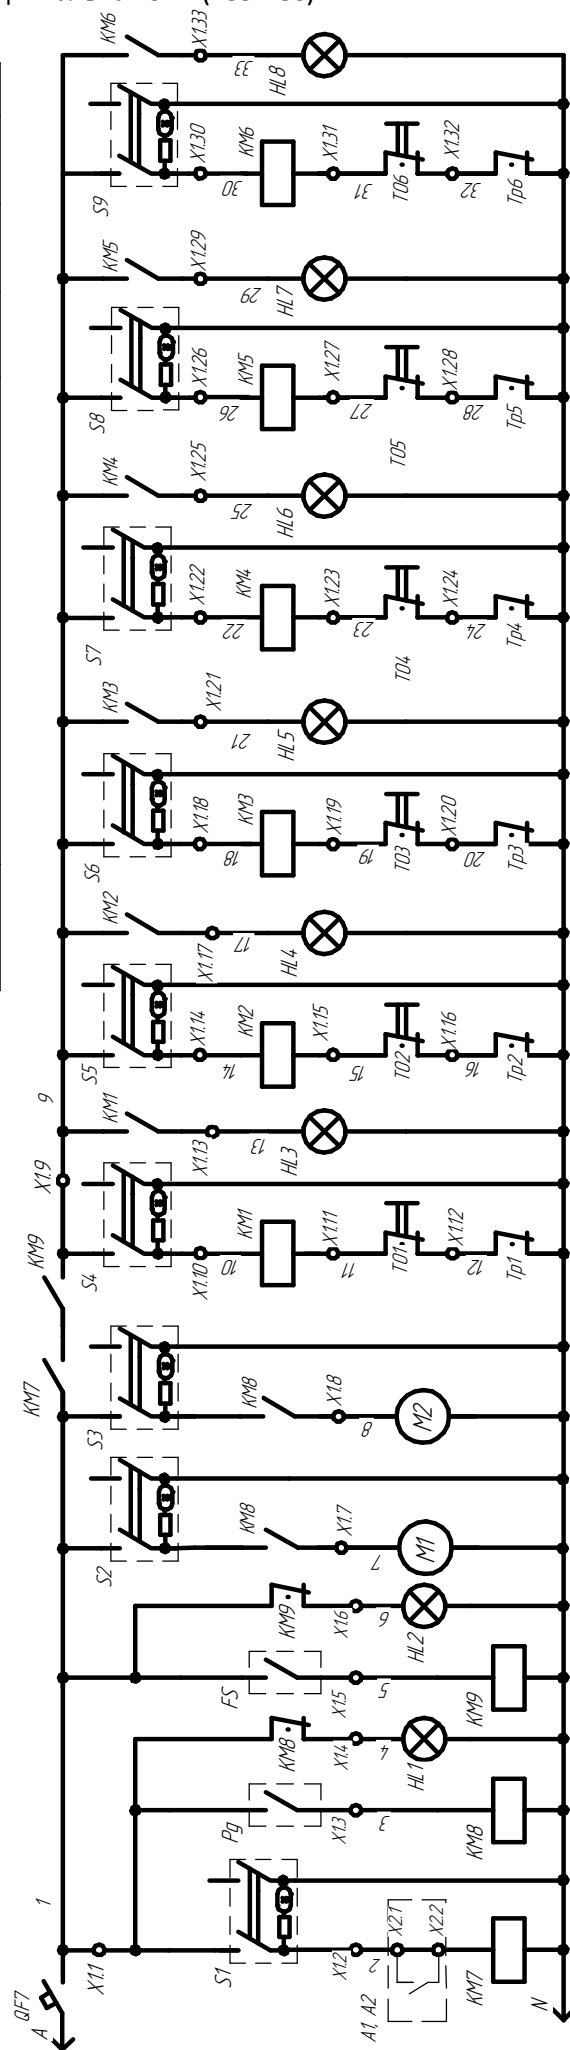 A
QF7
1
X1.1
S1
X1.2
2
A1, A2
X2.1
X2.2
KM7
N
Pg
X1.3
3
KM8
KM8
X1.4
4
HL1
FS
X1.5
5
KM9
KM9
X1.6
6
HL2
S2
KM8
X1.7
7
M1
S3
KM8
X1.8
8
M2
KM7
KM9
X1.9
9
S4
X1.10
10
KM1
X1.11
11
TO1
X1.12
12
Tp1
KM1
X1.13
13
HL3
S5
X1.14
14
KM2
X1.15
15
TO2
X1.16
16
Tp2
KM2
X1.17
17
HL4
S6
X1.18
18
KM3
X1.19
19
TO3
X1.20
20
Tp3
KM3
X1.21
21
HL5
S7
X1.22
22
KM4
X1.23
23
TO4
X1.24
24
Tp4
KM4
X1.25
25
HL6
S8
X1.26
26
KM5
X1.27
27
TO5
X1.28
28
Tp5
KM5
X1.29
29
HL7
S9
X1.30
30
KM6
X1.31
31
TO6
X1.32
32
Tp6
KM6
X1.33
33
HL8